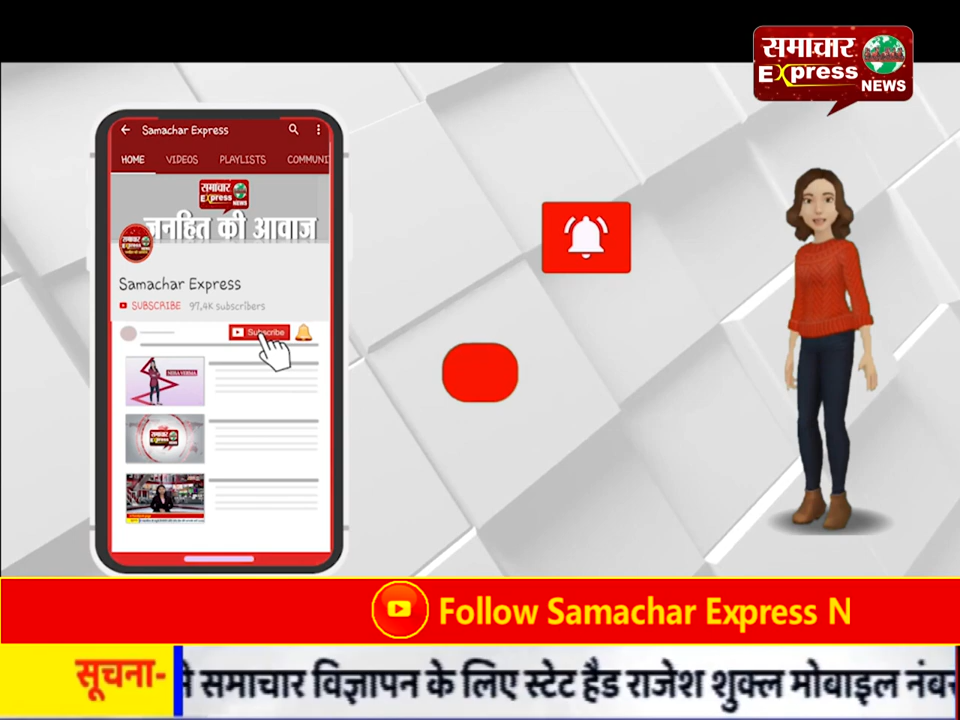 समाचार
Express
NEWS
Samachar Express
HOME VIDEOS PLAYLISTS COMMUNI
समाचार
Express
NEWS
जनहित की आवाज
Samachar Express
SUBSCRIBE 97.4K subscribers
Subscribe
Follow Samachar Express N
सूचना- से समाचार विज्ञापन के लिए स्टेट हैड राजेश शुक्ल मोबाइल नंबर